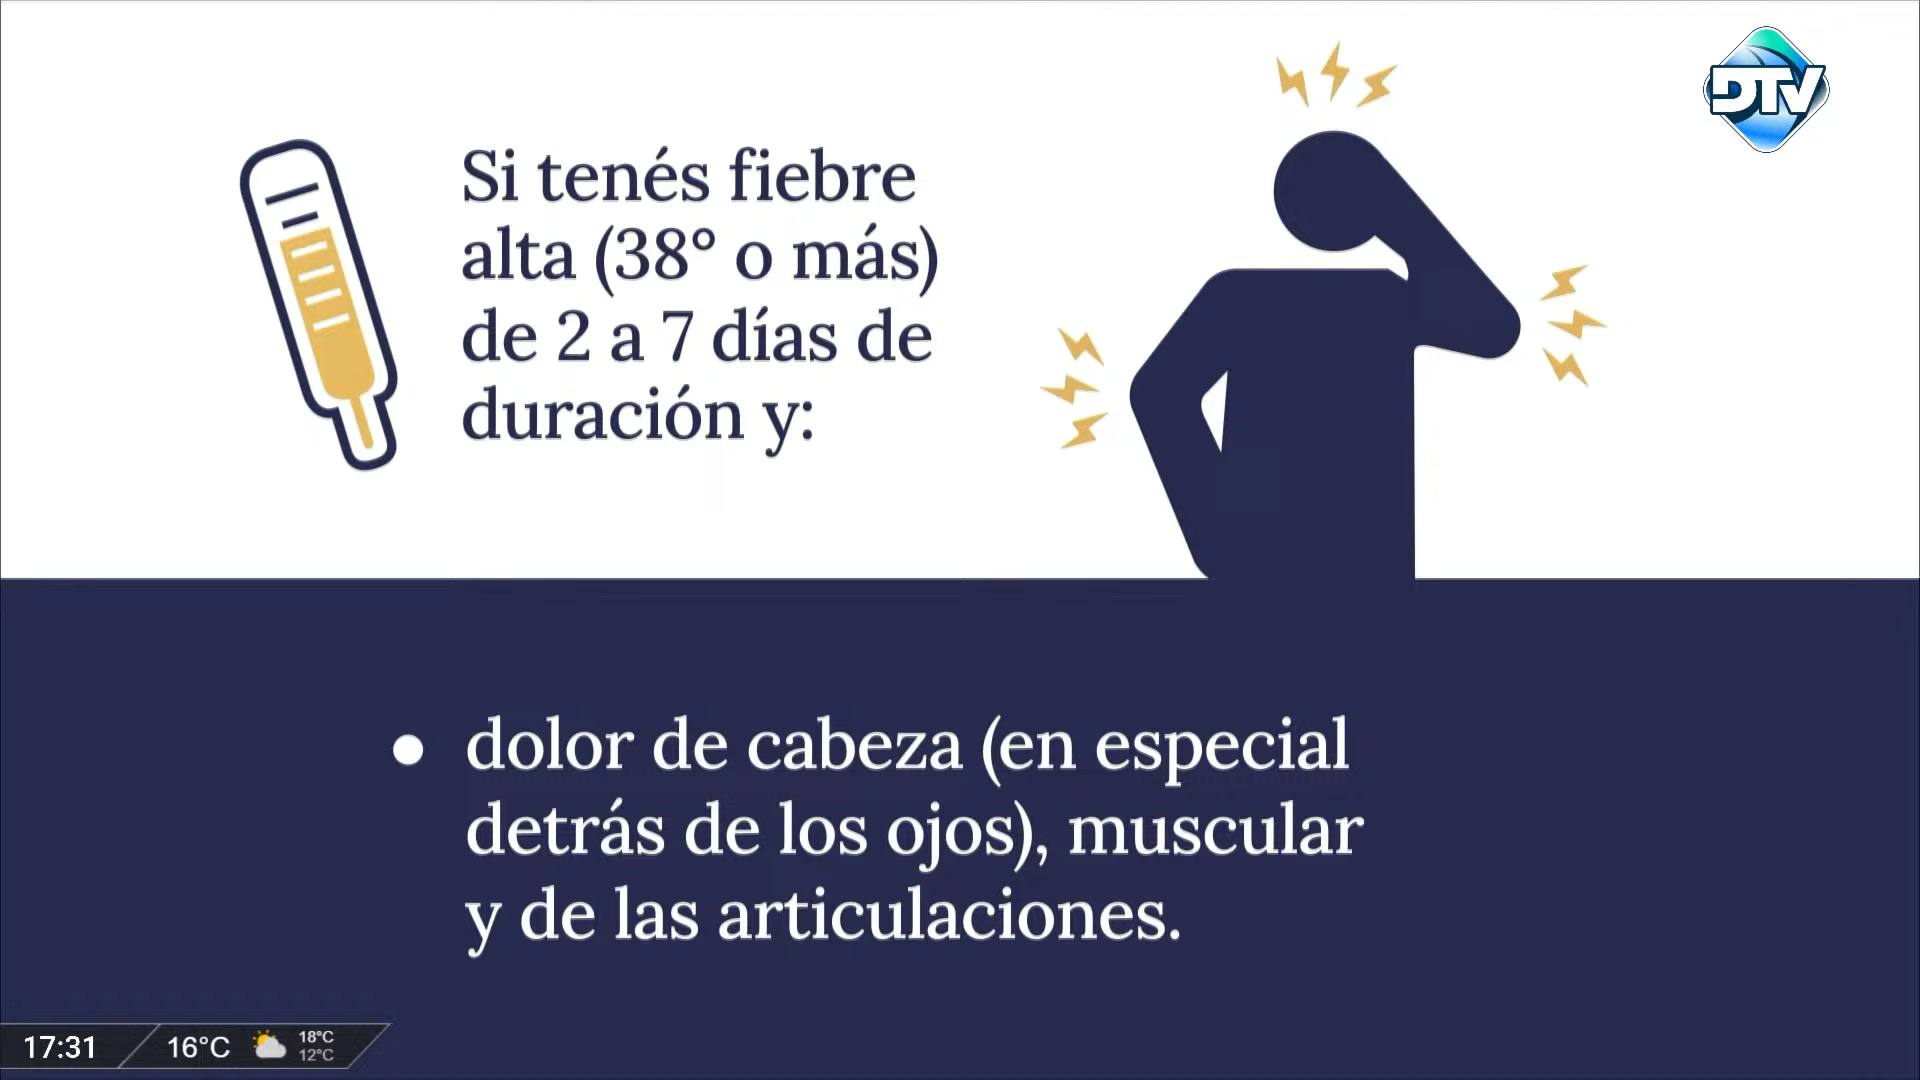 DTV
Si tenés fiebre
alta (38° o más)
de 2 a 7 días de
duración y:
● dolor de cabeza (en especial
detrás de los ojos), muscular
y de las articulaciones.
17:31 16°C 18°C
12°C